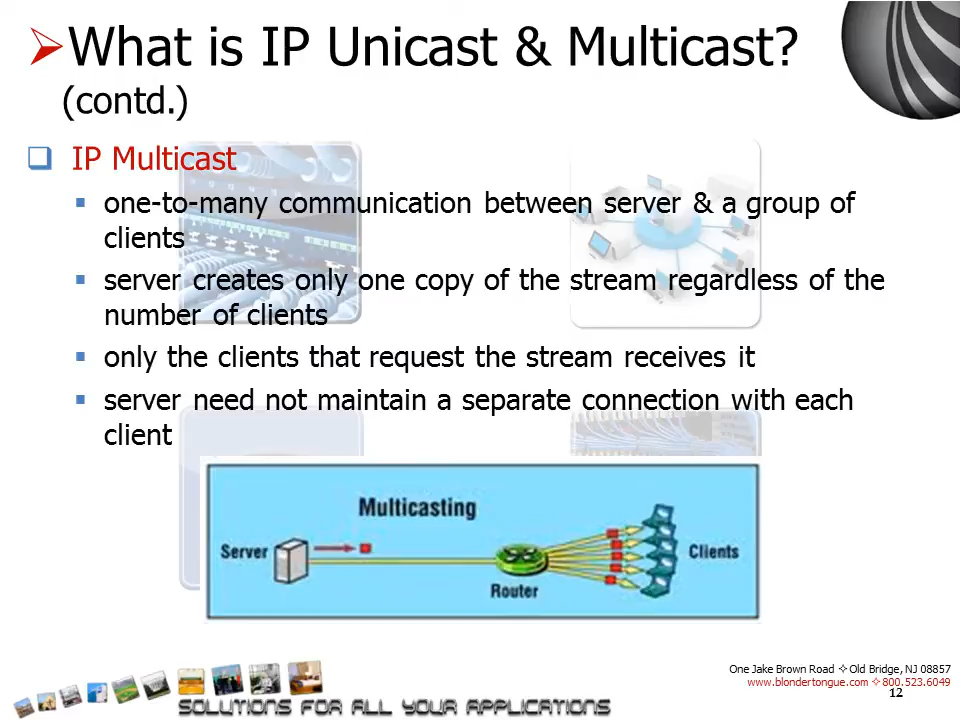 ➢What is IP Unicast & Multicast?
(contd.)
❑ IP Multicast
▪ one-to-many communication between server & a group of
clients
▪ server creates only one copy of the stream regardless of the
number of clients
▪ only the clients that request the stream receives it
▪ server need not maintain a separate connection with each
client
Multicasting
Server
Clients
Router
One Jake Brown Road ✧ Old Bridge, NJ 08857
www.blondertongue.com ✧ 800.523.6049
12
SOLUTIONS FOR ALL YOUR APPLICATIONS